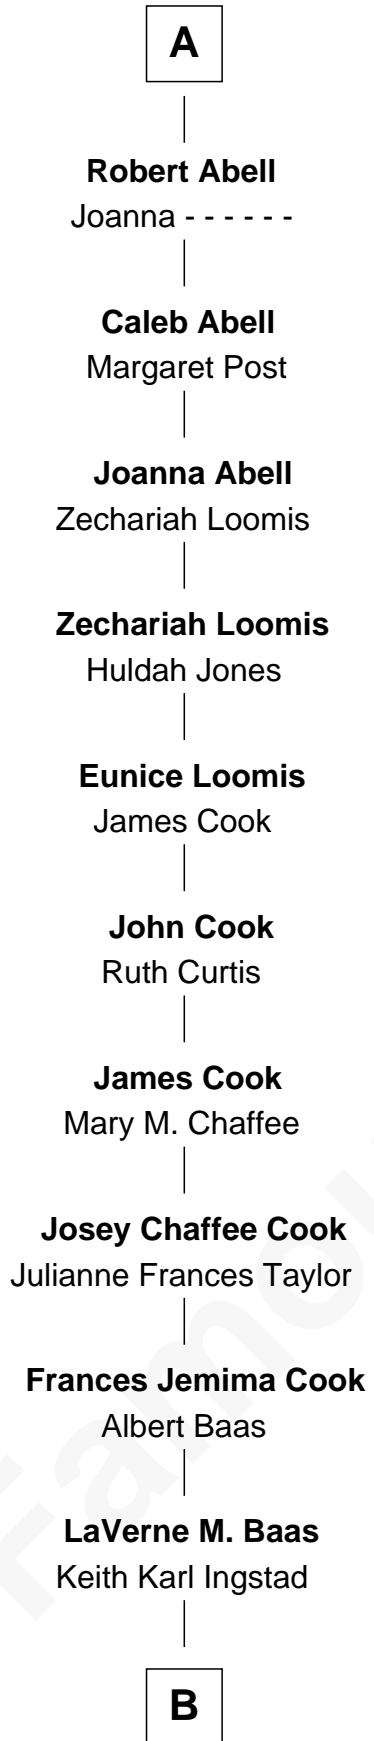 A
Robert Abell
Joanna - - - - - -
Caleb Abell
Margaret Post
Joanna Abell
Zechariah Loomis
Zechariah Loomis
Huldah Jones
Eunice Loomis
James Cook
John Cook
Ruth Curtis
James Cook
Mary M. Chaffee
Josey Chaffee Cook
Julianne Frances Taylor
Frances Jemima Cook
Albert Baas
LaVerne M. Baas
Keith Karl Ingstad
B